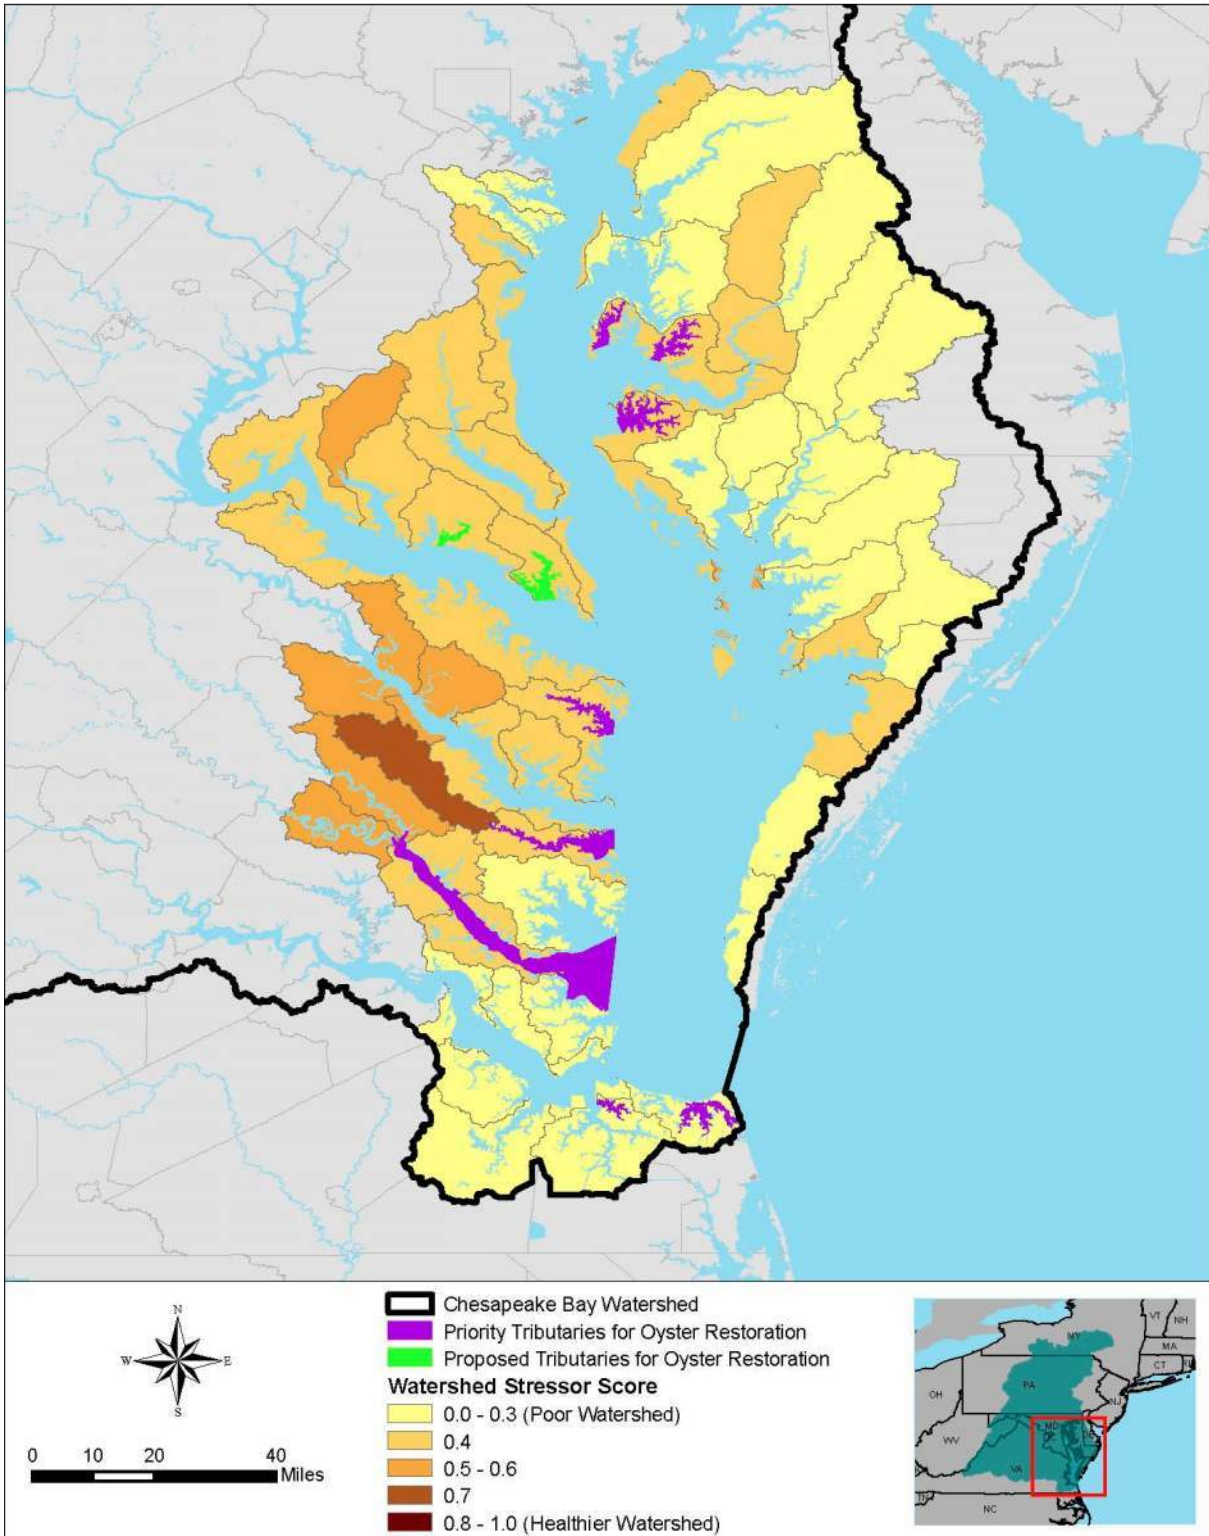 N
W E
S
0 10 20 40
Miles
Chesapeake Bay Watershed
Priority Tributaries for Oyster Restoration
Proposed Tributaries for Oyster Restoration
Watershed Stressor Score
0.0 - 0.3 (Poor Watershed)
0.4
0.5 - 0.6
0.7
0.8 - 1.0 (Healthier Watershed)
VT NH
NY
MA
CT
PA
OH
NJ
MD
WV
VA
NC